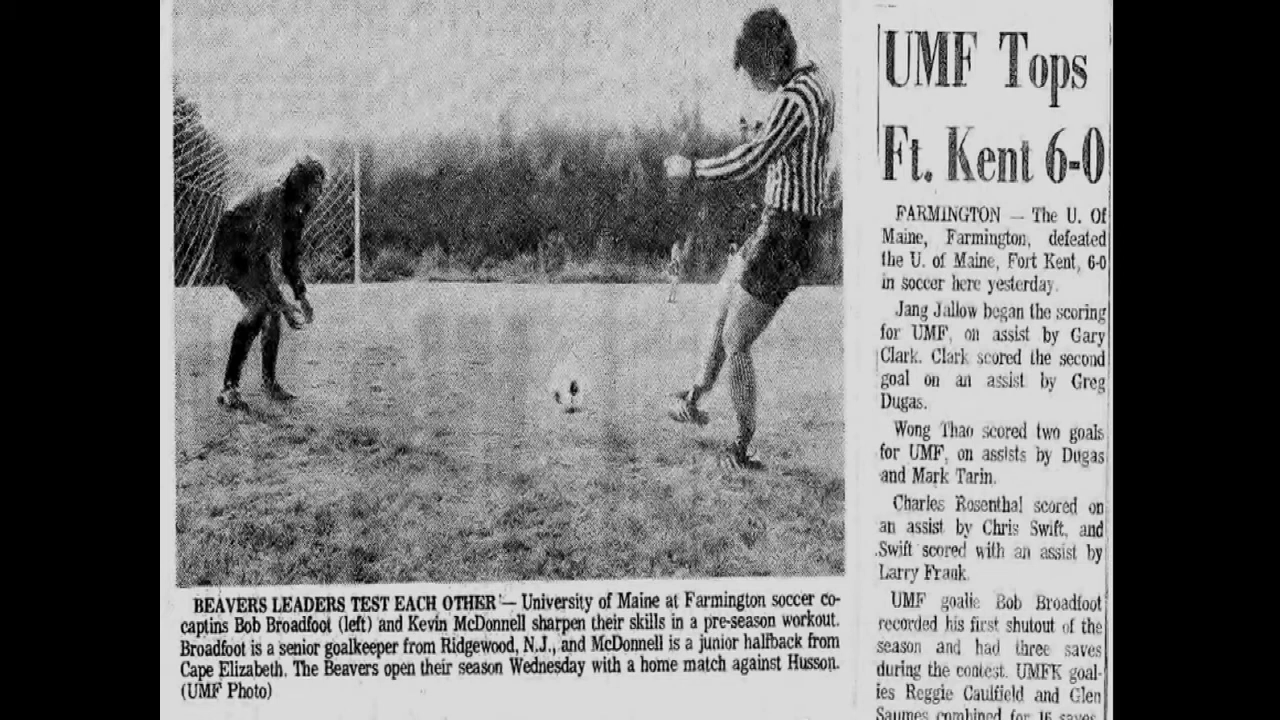 BEAVERS LEADERS TEST EACH OTHER — University of Maine at Farmington soccer co-
captins Bob Broadfoot (left) and Kevin McDonnell sharpen their skills in a pre-season workout.
Broadfoot is a senior goalkeeper from Ridgewood, N.J., and McDonnell is a junior halfback from
Cape Elizabeth. The Beavers open their season Wednesday with a home match against Husson.
(UMF Photo)
UMF Tops
Ft. Kent 6-0
FARMINGTON — The U. Of
Maine, Farmington, defeated
the U. of Maine, Fort Kent, 6-0
in soccer here yesterday.
Jang Jallow began the scoring
for UMF, on assist by Gary
Clark. Clark scored the second
goal on an assist by Greg
Dugas.
Wong Thao scored two goals
for UMF, on assists by Dugas
and Mark Tarin.
Charles Rosenthal scored on
an assist by Chris Swift, and
Swift scored with an assist by
Larry Frank.
UMF goalie Bob Broadfoot
recorded his first shutout of the
season and had three saves
during the contest. UMFK goal-
ies Reggie Caulfield and Glen
Saumes combined for 16 saves.